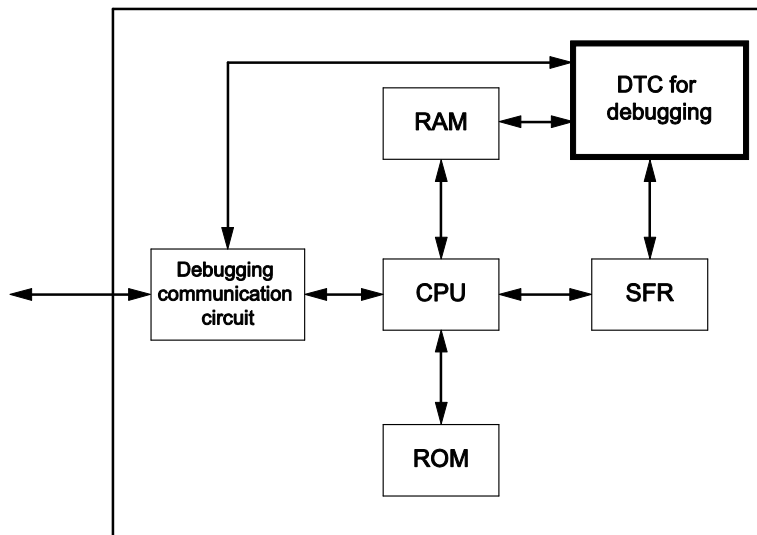 DTC for
debugging
RAM
Debugging
communication
circuit
CPU
SFR
ROM